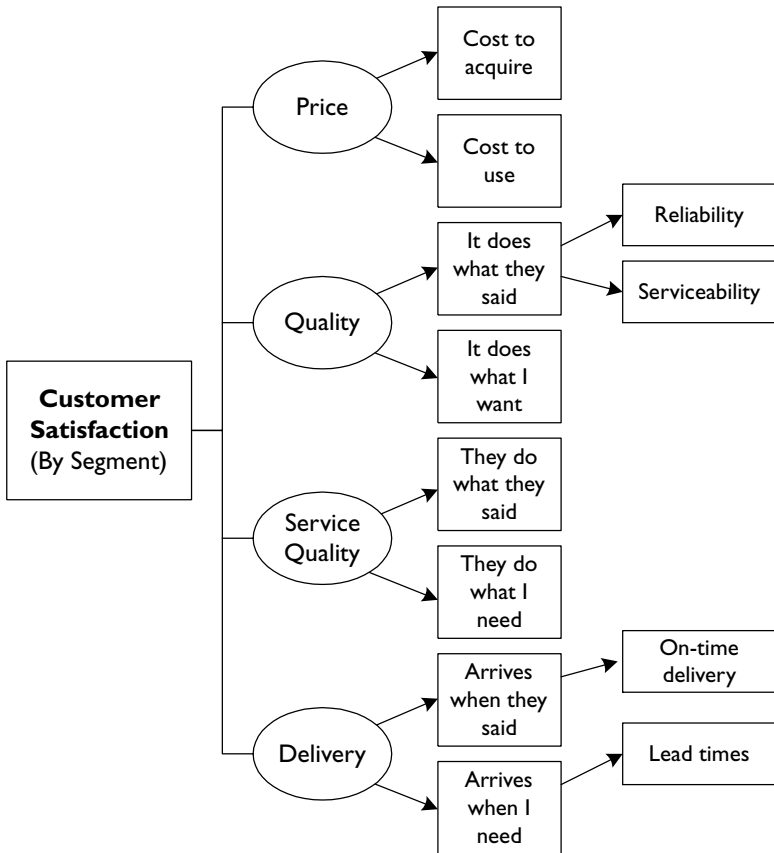 Cost to
acquire
Price
Cost to
use
Reliability
It does
what they
said
Serviceability
Quality
It does
what I
want
Customer
Satisfaction
(By Segment)
They do
what they
said
Service
Quality
They do
what I
need
On-time
delivery
Arrives
when they
said
Delivery
Lead times
Arrives
when I
need